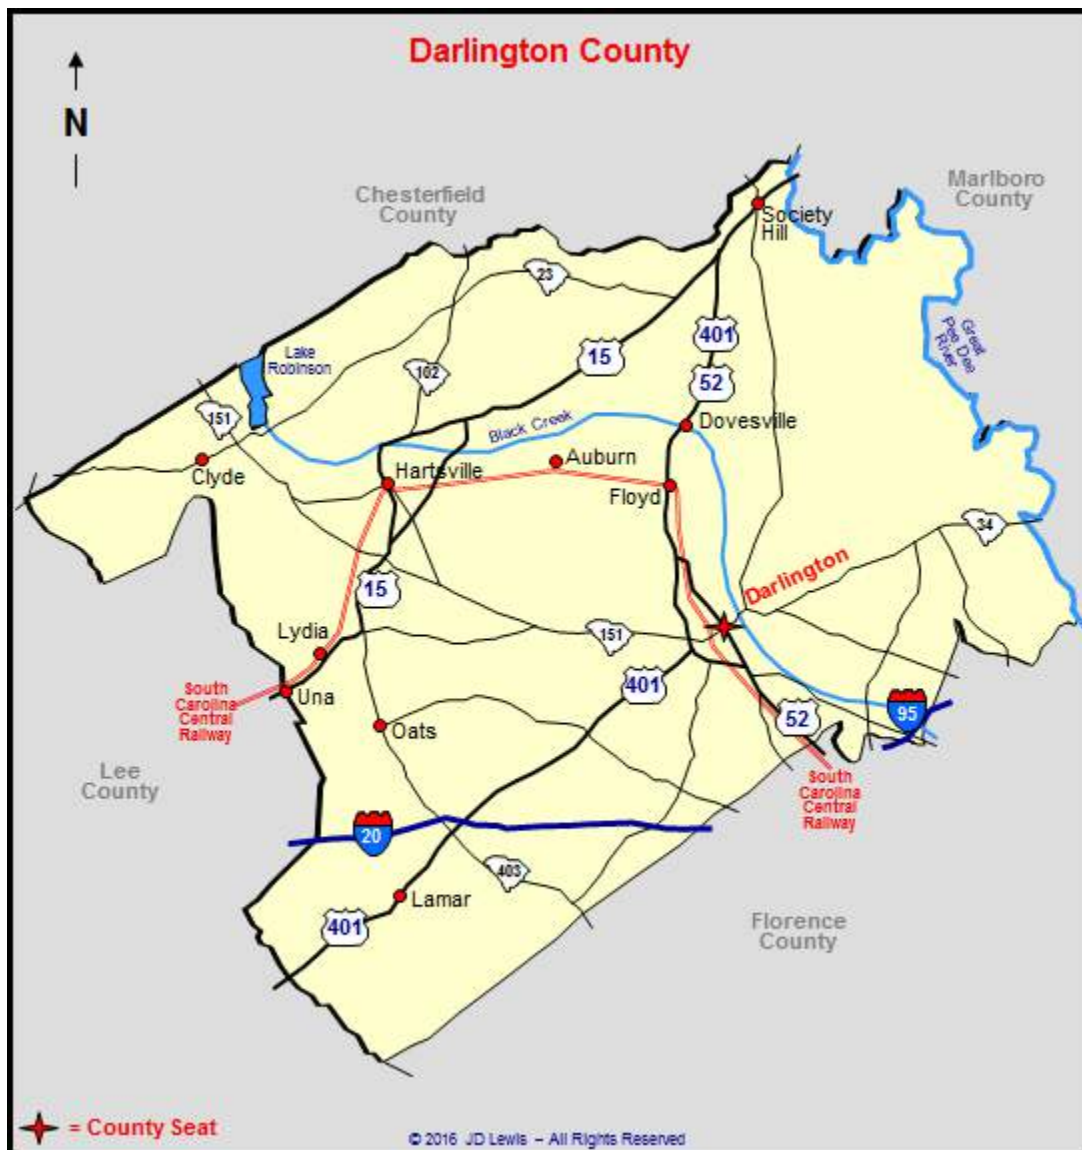 Darlington County
N
Chesterfield
County
Marlboro
County
Society
Hill
23
401
Great
Pee Dee
River
15
Lake
Robinson
102
52
151
Black Creek
Dovesville
Clyde
Hartsville
Auburn
Floyd
34
15
Darlington
Lydia
151
South
Carolina
Central
Railway
Una
401
52
95
Oats
Lee
County
South
Carolina
Central
Railway
20
403
Lamar
401
Florence
County
= County Seat
© 2016 JD Lewis – All Rights Reserved